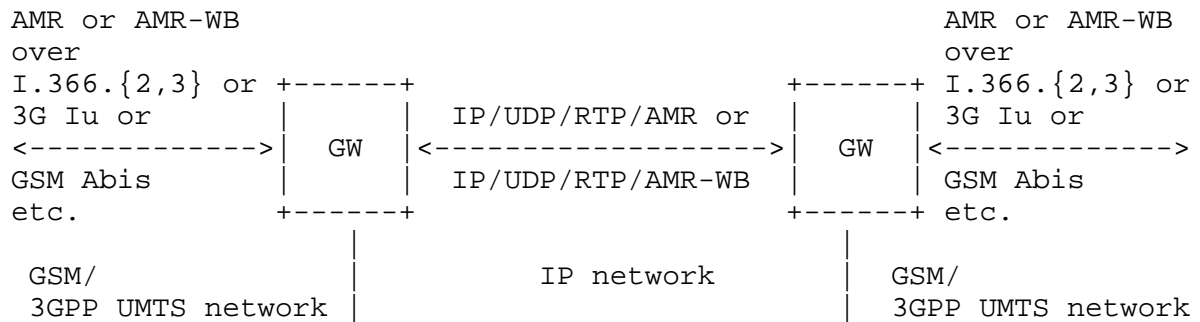 AMR or AMR-WB                                        AMR or AMR-WB
over                                                 over
I.366.{2,3} or +------+                     +------+ I.366.{2,3} or
3G Iu or       |      |  IP/UDP/RTP/AMR or  |      | 3G Iu or
<------------->|  GW  |<------------------->|  GW  |<------------->
GSM Abis       |      |  IP/UDP/RTP/AMR-WB  |      | GSM Abis
etc.           +------+                     +------+ etc.
                   |                           |
 GSM/              |        IP network         |  GSM/
 3GPP UMTS network |                           |  3GPP UMTS network